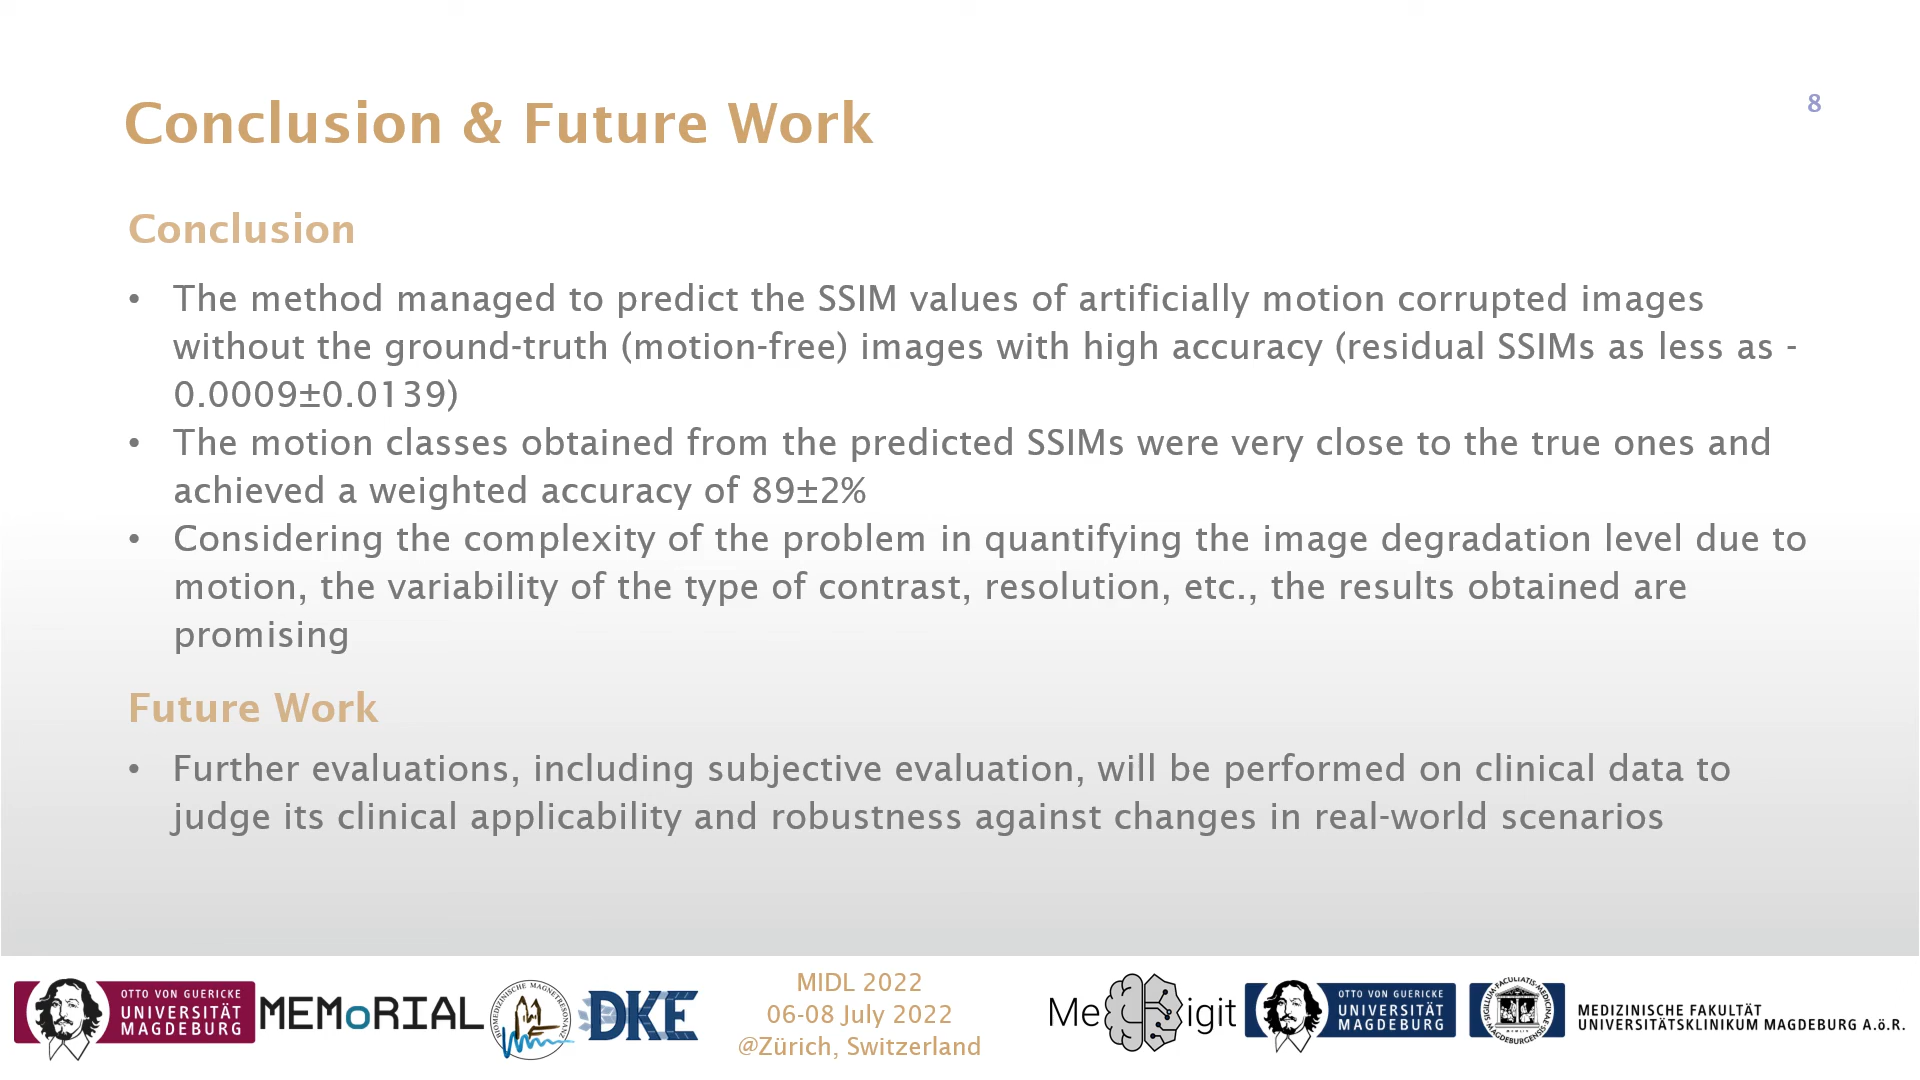 Conclusion & Future Work
8
Conclusion
• The method managed to predict the SSIM values of artificially motion corrupted images
without the ground-truth (motion-free) images with high accuracy (residual SSIMs as less as -
0.0009±0.0139)
• The motion classes obtained from the predicted SSIMs were very close to the true ones and
achieved a weighted accuracy of 89±2%
• Considering the complexity of the problem in quantifying the image degradation level due to
motion, the variability of the type of contrast, resolution, etc., the results obtained are
promising
Future Work
• Further evaluations, including subjective evaluation, will be performed on clinical data to
judge its clinical applicability and robustness against changes in real-world scenarios
OTTO VON GUERICKE
UNIVERSITÄT
MAGDEBURG
MEMoRIAL
BIOMEDIZINISCHE MAGNETRESONANZ
DKE
MIDL 2022
06-08 July 2022
@Zürich, Switzerland
Me igit
OTTO VON GUERICKE
UNIVERSITÄT
MAGDEBURG
MEDIZINISCHE FAKULTÄT
UNIVERSITÄTSKLINIKUM MAGDEBURG A.ö.R.